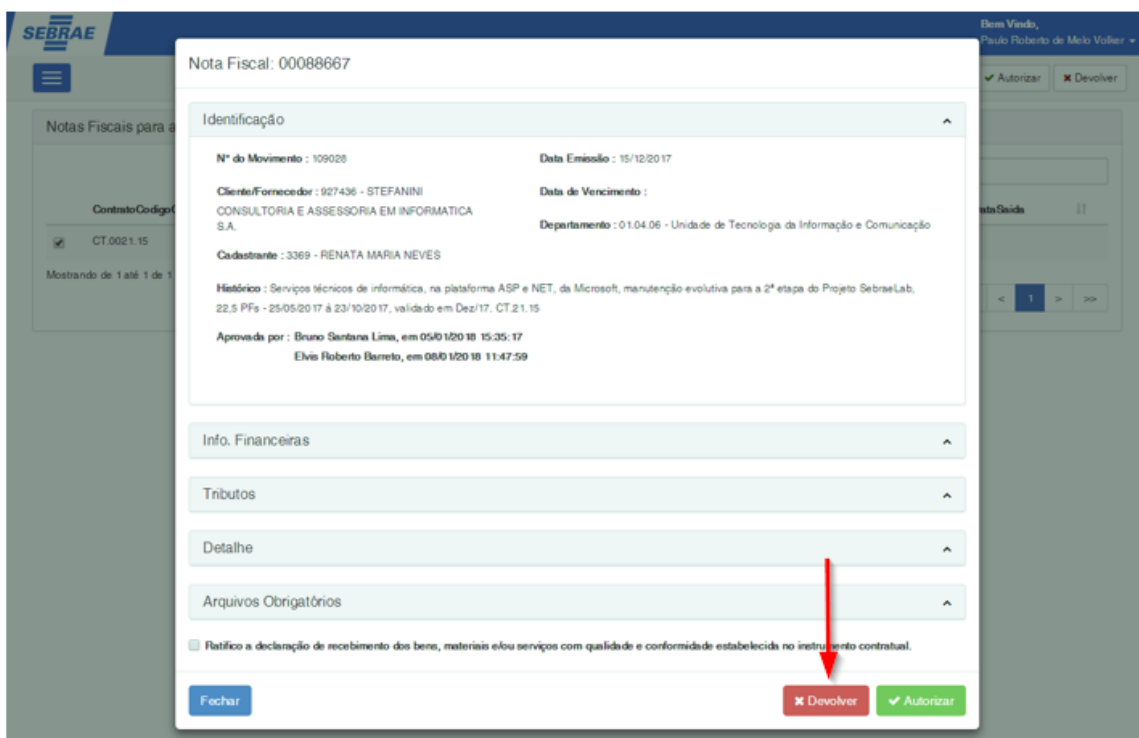 SEBRAE
Bem Vindo,
Paulo Roberto de Melo Volker
Nota Fiscal: 00088667
✔ Autorizar
✖ Devolver
Notas Fiscais para a
Identificação
Nº do Movimento : 109028
Data Emissão : 15/12/2017
Cliente/Fornecedor : 927436 - STEFANINI
CONSULTORIA E ASSESSORIA EM INFORMATICA
S.A.
Data de Vencimento :
Departamento : 01.04.06 - Unidade de Tecnologia da Informação e Comunicação
ContratoCodigo
ataSaida
CT.0021.15
Cadastrante : 3369 - RENATA MARIA NEVES
Mostrando de 1 até 1 de 1
Histórico : Serviços técnicos de informática, na plataforma ASP e NET, da Microsoft, manutenção evolutiva para a 2ª etapa do Projeto SebraeLab,
22,5 PFs - 25/05/2017 á 23/10/2017, validado em Dez/17. CT.21.15
< 1 > >>
Aprovada por : Bruno Santana Lima, em 05/01/2018 15:35:17
Elvis Roberto Barreto, em 08/01/2018 11:47:59
Info. Financeiras
Tributos
Detalhe
Arquivos Obrigatórios
Ratifico a declaração de recebimento dos bens, materiais e/ou serviços com qualidade e conformidade estabelecida no instrumento contratual.
Fechar
✖ Devolver
✔ Autorizar